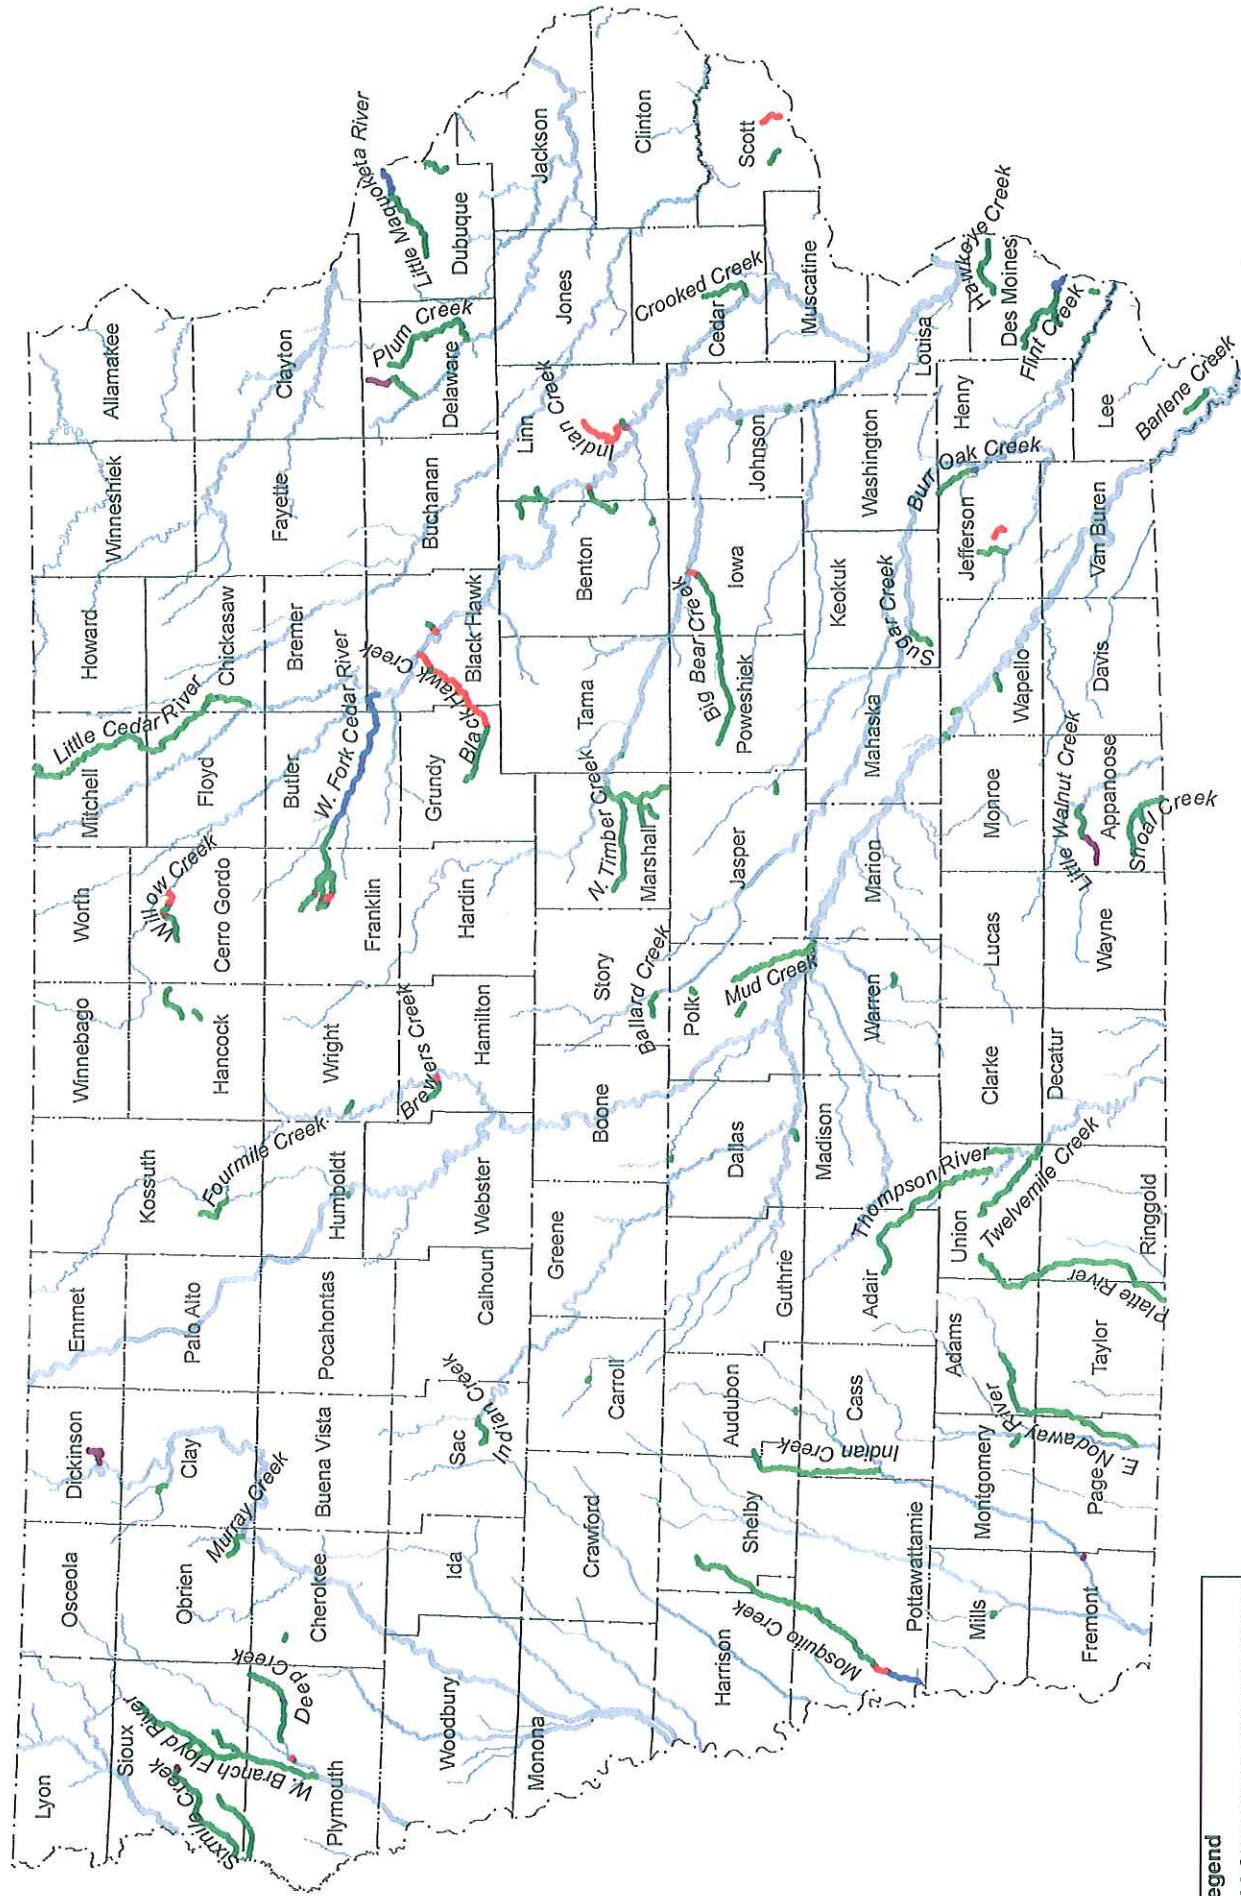 Lyon
Osceola
Dickinson
Emmet
Kossuth
Winnebago
Worth
Mitchell
Howard
Winneshiek
Allamakee
Sioux
Obrien
Clay
Palo Alto
Hancock
Cerro Gordo
Floyd
Chickasaw
Fayette
Clayton
Plymouth
Cherokee
Buena Vista
Pocahontas
Humboldt
Wright
Franklin
Butler
Bremer
Woodbury
Ida
Sac
Calhoun
Webster
Hamilton
Hardin
Grundy
Black Hawk
Buchanan
Delaware
Dubuque
Monona
Crawford
Carroll
Greene
Boone
Story
Marshall
Tama
Benton
Linn
Jones
Jackson
Clinton
Harrison
Shelby
Audubon
Guthrie
Dallas
Polk
Jasper
Poweshiek
Iowa
Johnson
Cedar
Scott
Muscatine
Pottawattamie
Cass
Adair
Madison
Warren
Marion
Mahaska
Keokuk
Washington
Louisa
Mills
Montgomery
Adams
Union
Clarke
Lucas
Monroe
Wapello
Jefferson
Henry
Des Moines
Fremont
Page
Taylor
Ringgold
Decatur
Wayne
Appanoose
Davis
Van Buren
Lee
Sixmile Creek
W. Branch Floyd River
Deep Creek
Murray Creek
Fourmile Creek
Willow Creek
Little Cedar River
W. Fork Cedar River
Black Hawk Creek
Plum Creek
Little Maquoketa River
Brewers Creek
Indian Creek
Ballard Creek
N. Timber Creek
Big Bear Creek
Indian Creek
Crooked Creek
Mosquito Creek
Indian Creek
Mud Creek
Thompson River
Twelvemile Creek
Platte River
E. Nodaway River
Sugar Creek
Burr Oak Creek
Hawkeye Creek
Flint Creek
Barlene Creek
Little Walnut Creek
Shoal Creek
egend